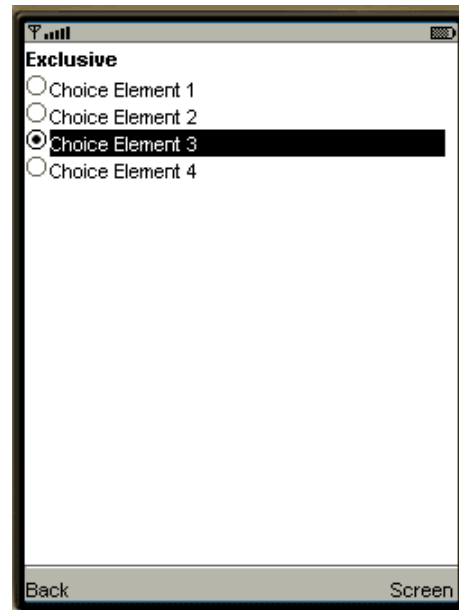 Exclusive
Choice Element 1
Choice Element 2
Choice Element 3
Choice Element 4
Back Screen